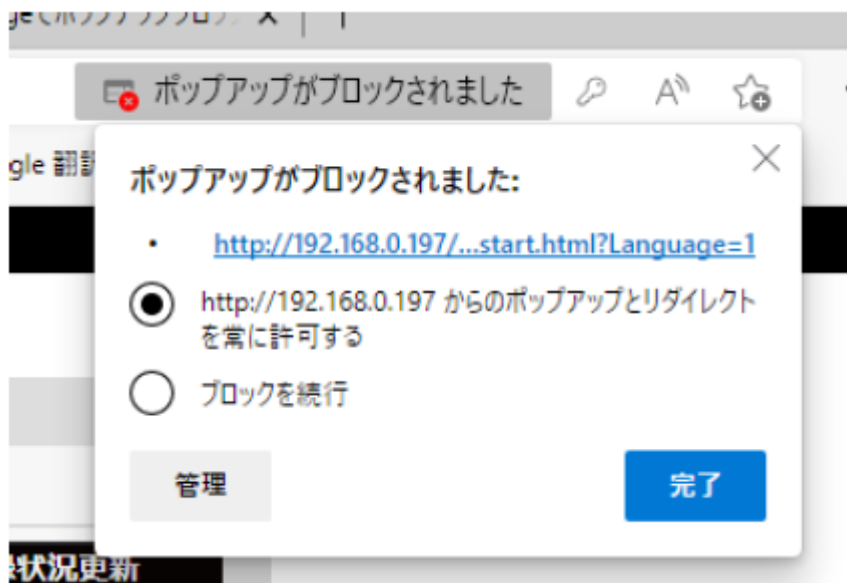 ポップアップがブロックされました
gle 翻訳
ポップアップがブロックされました:
• http://192.168.0.197/...start.html?Language=1
http://192.168.0.197 からのポップアップとリダイレクト
を常に許可する
ブロックを続行
管理
完了
状況更新